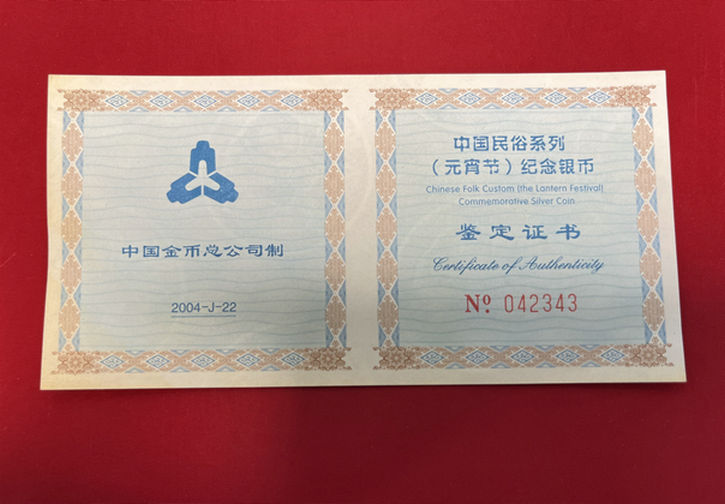 中国金币总公司制
2004-J-22
中国民俗系列
（元宵节）纪念银币
Chinese Folk Custom (the Lantern Festival)
Commemorative Silver Coin
鉴定证书
Certificate of Authenticity
No. 042343